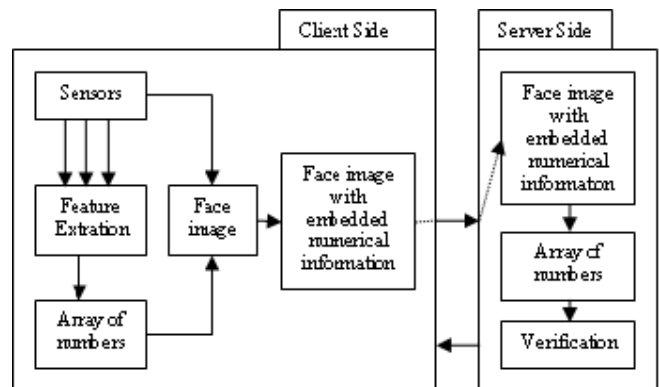 Client Side
Server Side
Sensors
Feature
Extration
Array of
numbers
Face
image
Face image
with
embedded
numerical
information
Face image
with
embedded
numerical
informaton
Array of
numbers
Verification